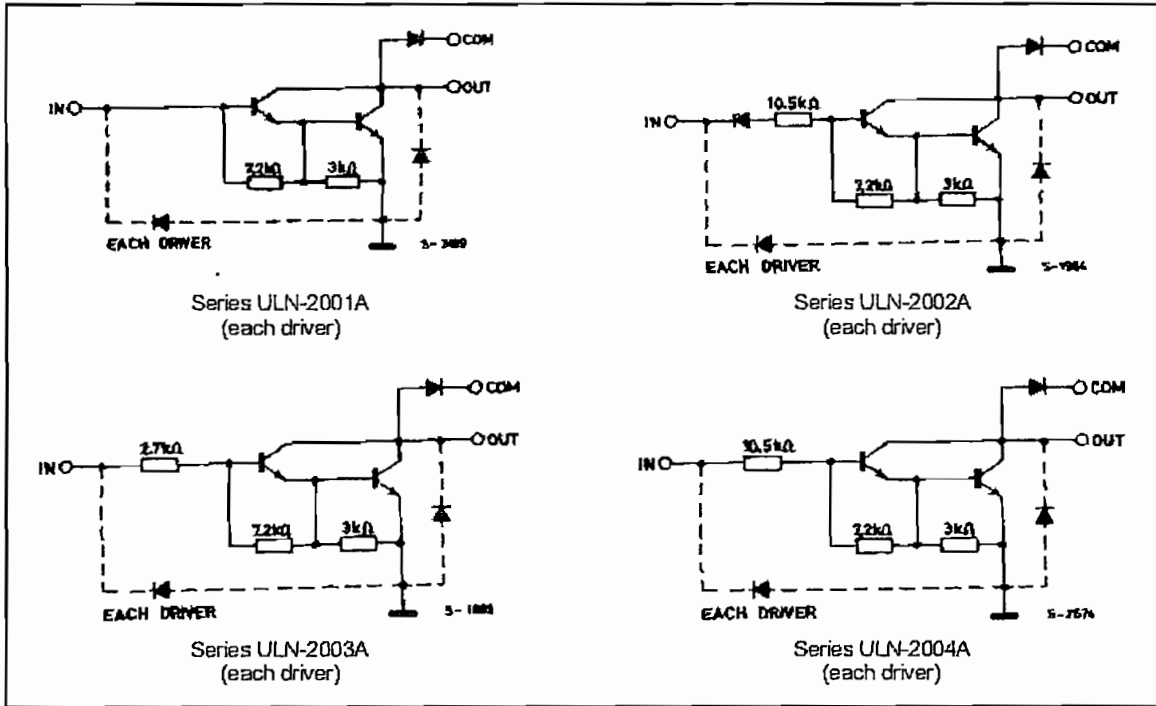 COM
OUT
IN
7.2kΩ
3kΩ
EACH DRIVER
Series ULN-2001A
(each driver)
COM
OUT
IN
10.5kΩ
7.2kΩ
3kΩ
EACH DRIVER
Series ULN-2002A
(each driver)
COM
OUT
IN
2.7kΩ
7.2kΩ
3kΩ
EACH DRIVER
Series ULN-2003A
(each driver)
COM
OUT
IN
10.5kΩ
7.2kΩ
3kΩ
EACH DRIVER
Series ULN-2004A
(each driver)